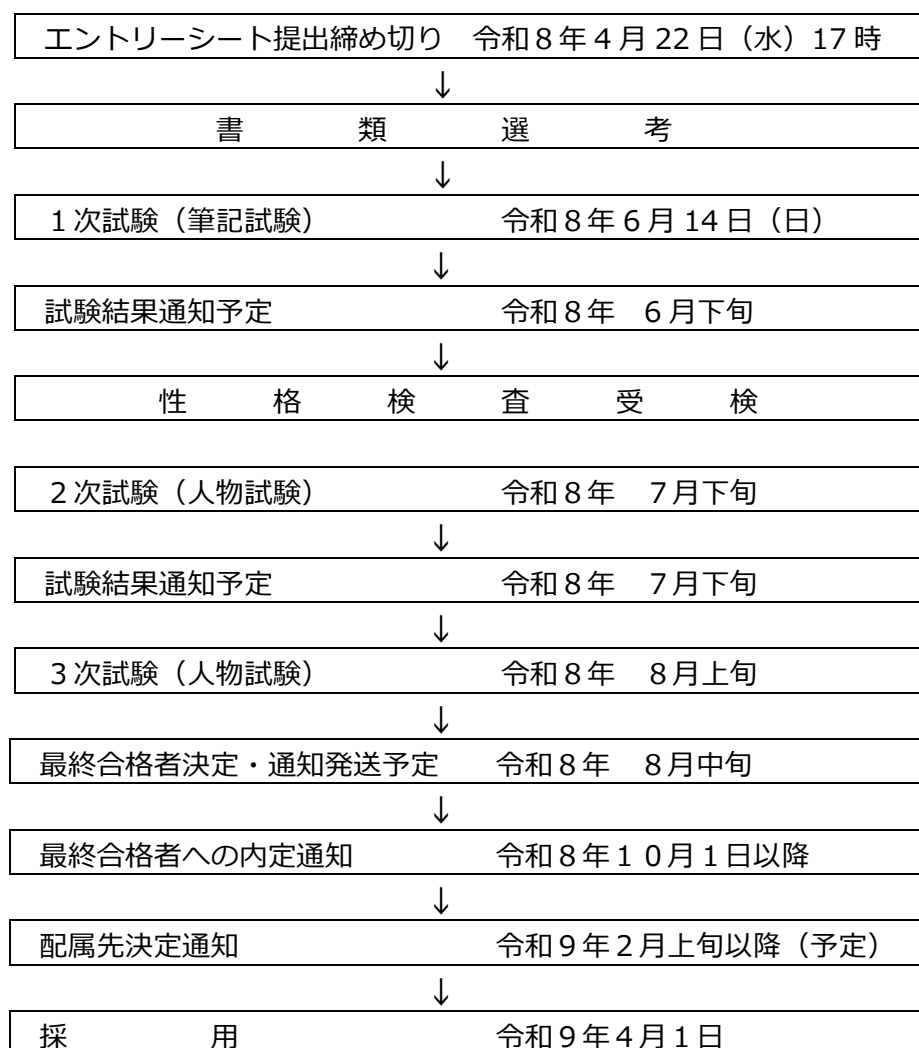 エントリーシート提出締め切り　令和８年４月22日（水）17時
↓
書　類　選　考
↓
１次試験（筆記試験）　令和８年６月14日（日）
↓
試験結果通知予定　令和８年　６月下旬
↓
性　格　検　査　受　検
２次試験（人物試験）　令和８年　７月下旬
↓
試験結果通知予定　令和８年　７月下旬
↓
３次試験（人物試験）　令和８年　８月上旬
↓
最終合格者決定・通知発送予定　令和８年　８月中旬
↓
最終合格者への内定通知　令和８年１０月１日以降
↓
配属先決定通知　令和９年２月上旬以降（予定）
↓
採　用　令和９年４月１日